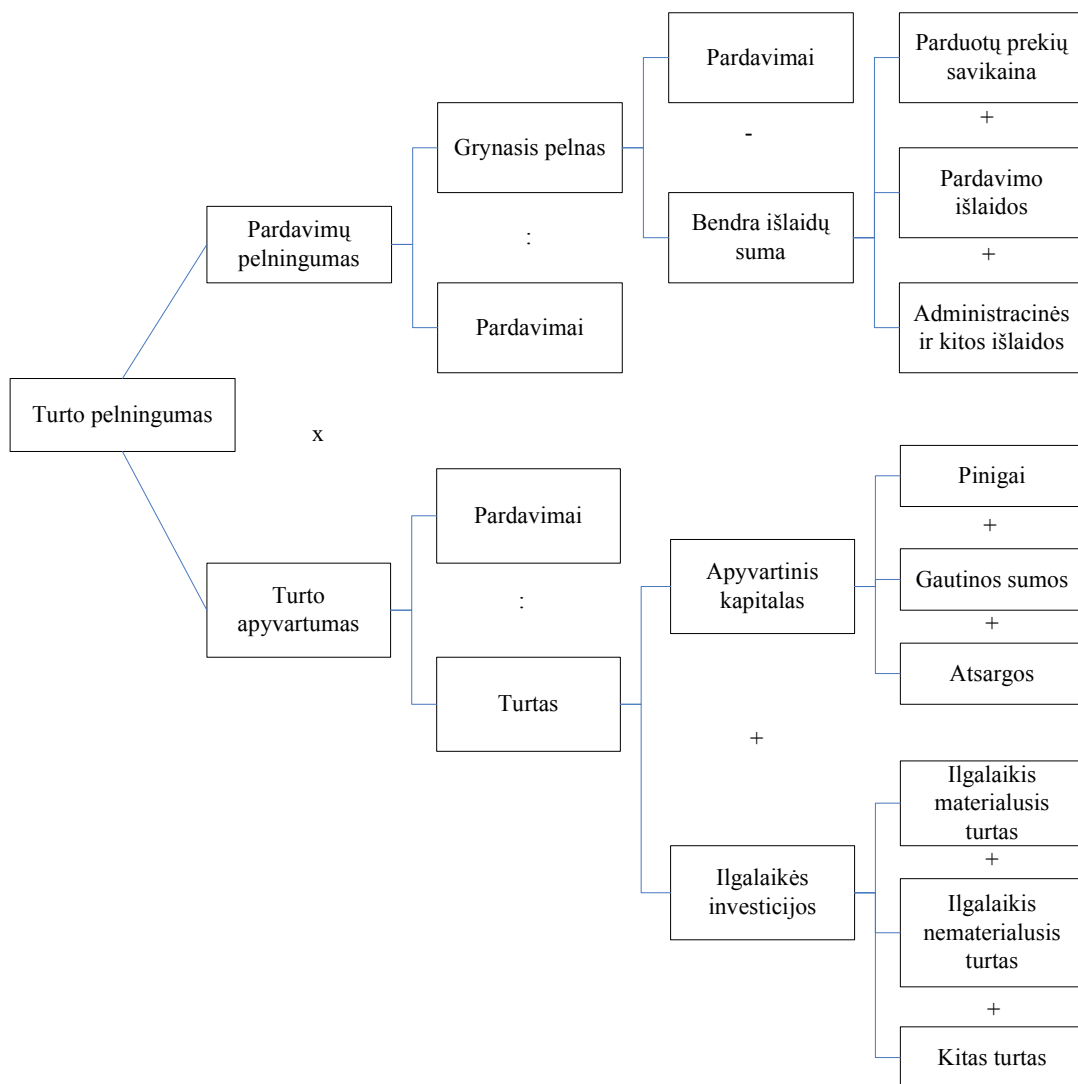 Parduotų prekių
savikaina
+
Pardavimai
-
Grynasis pelnas
Pardavimo
išlaidos
+
Pardavimų
pelningumas
:
Bendra išlaidų
suma
Administracinės
ir kitos išlaidos
Pardavimai
Turto pelningumas
x
Pinigai
+
Pardavimai
Apyvartinis
kapitalas
Gautinos sumos
+
Turto
apyvartumas
:
Atsargos
Turtas
+
Ilgalaikis
materialusis
turtas
+
Ilgalaikės
investicijos
Ilgalaikis
nematerialusis
turtas
+
Kitas turtas